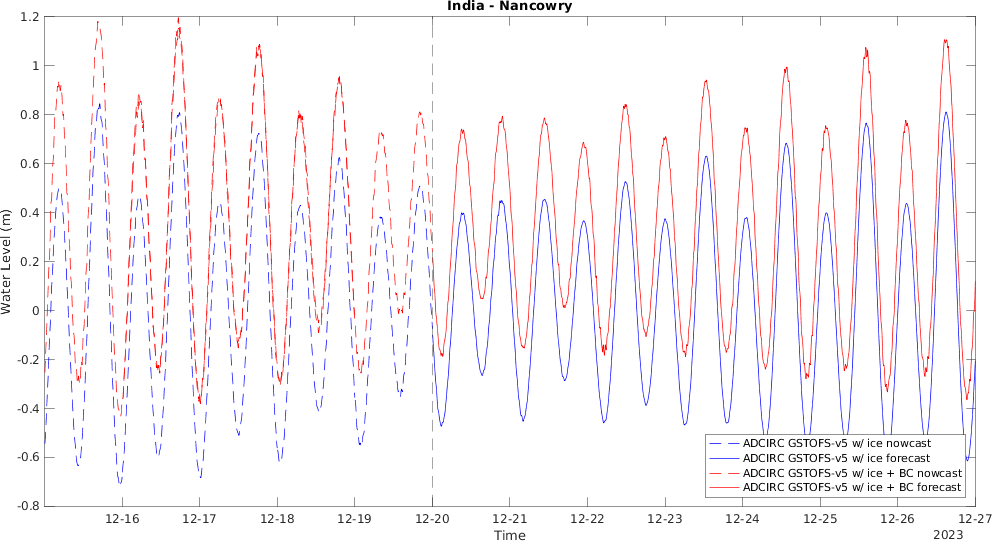 India - Nancowry
Water Level (m)
1.2
1
0.8
0.6
0.4
0.2
0
-0.2
-0.4
-0.6
-0.8
ADCIRC GSTOFS-v5 w/ ice nowcast
ADCIRC GSTOFS-v5 w/ ice forecast
ADCIRC GSTOFS-v5 w/ ice + BC nowcast
ADCIRC GSTOFS-v5 w/ ice + BC forecast
12-16 12-17 12-18 12-19 12-20 12-21 12-22 12-23 12-24 12-25 12-26 12-27
Time
2023